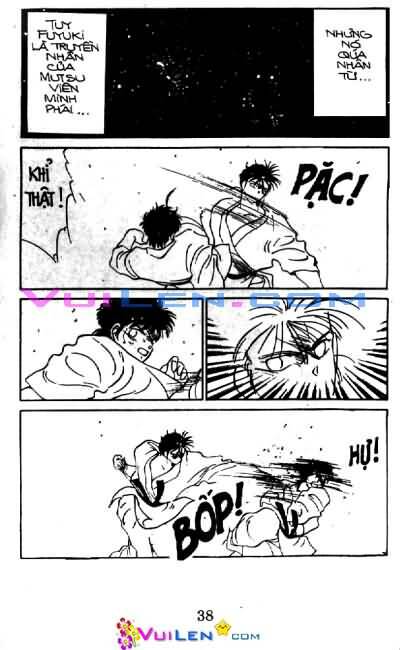 TUY
FUYUKI
LÀ TRUYỀN
NHÂN
CỦA
MUTSU
VIÊN
MINH
PHÁI...
NHƯNG
NÓ
QÚA
NHÂN
TỪ...
KHỈ
THẬT!
PẶC!
VUILEN.COM
BỐP!
HỰ!
38
VUILEN.COM